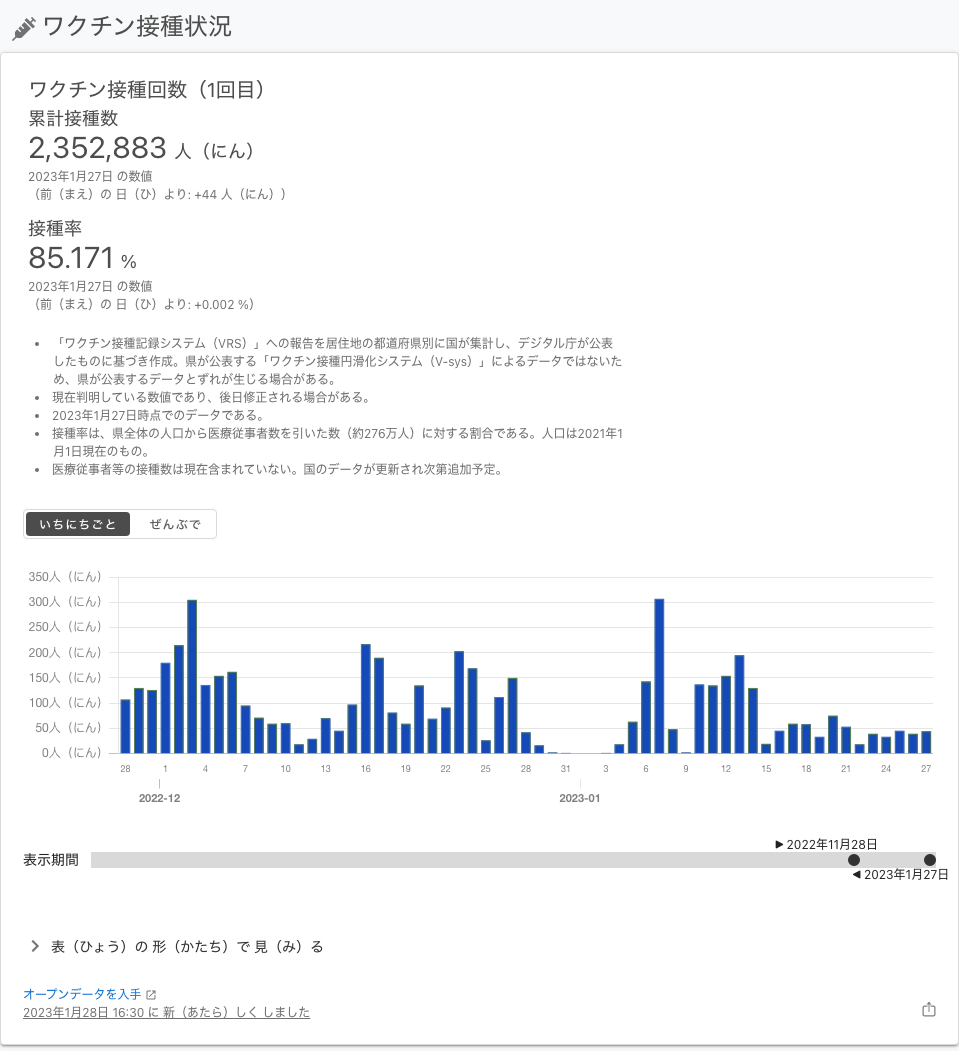 ワクチン接種状況
ワクチン接種回数（1回目）
累計接種数
2,352,883 人（にん）
2023年1月27日 の数値
（前（まえ）の 日（ひ）より: +44 人（にん））
接種率
85.171 %
2023年1月27日 の数値
（前（まえ）の 日（ひ）より: +0.002 %）
• 「ワクチン接種記録システム（VRS）」への報告を居住地の都道府県別に国が集計し、デジタル庁が公表
したものに基づき作成。県が公表する「ワクチン接種円滑化システム（V-sys）」によるデータではないた
め、県が公表するデータとずれが生じる場合がある。
• 現在判明している数値であり、後日修正される場合がある。
• 2023年1月27日時点でのデータである。
• 接種率は、県全体の人口から医療従事者数を引いた数（約276万人）に対する割合である。人口は2021年1
月1日現在のもの。
• 医療従事者等の接種数は現在含まれていない。国のデータが更新され次第追加予定。
いちにちごと ぜんぶで
350人（にん）
300人（にん）
250人（にん）
200人（にん）
150人（にん）
100人（にん）
50人（にん）
0人（にん）
28 1 4 7 10 13 16 19 22 25 28 31 3 6 9 12 15 18 21 24 27
2022-12 2023-01
2022年11月28日
表示期間
2023年1月27日
表（ひょう）の 形（かたち）で 見（み）る
オープンデータを入手
2023年1月28日 16:30 に 新（あたら）しく しました